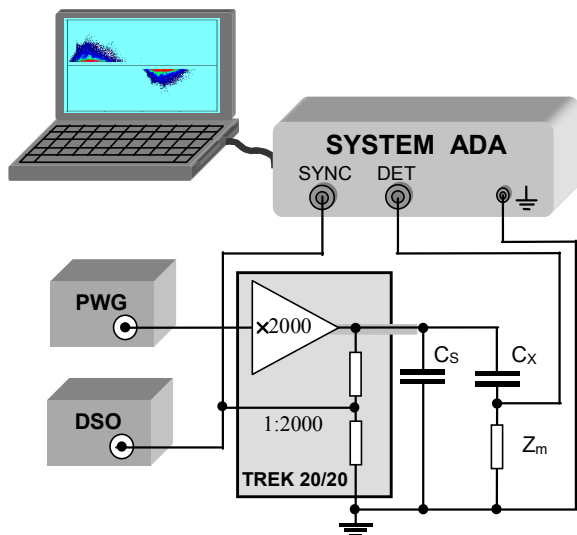 SYSTEM ADA
SYNC DET
PWG
×2000
CS CX
DSO
1:2000
Zm
TREK 20/20